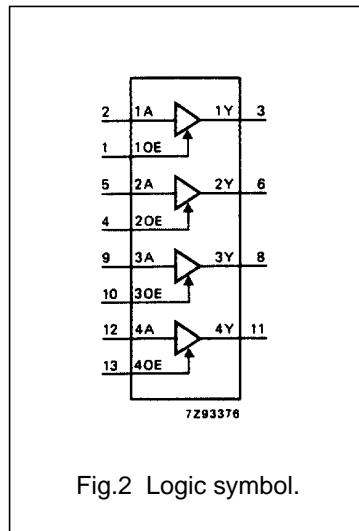 2 1A 1Y 3
1 1OE
5 2A 2Y 6
4 2OE
9 3A 3Y 8
10 3OE
12 4A 4Y 11
13 4OE
7Z93376
Fig.2 Logic symbol.